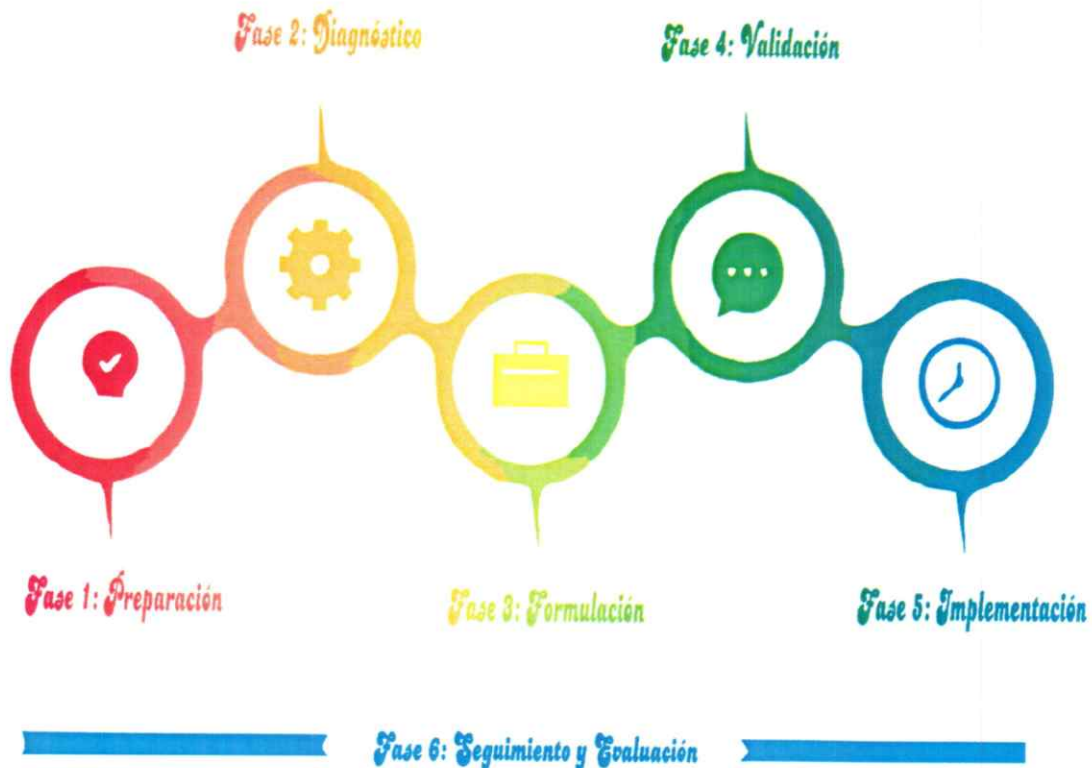 Fase 2: Diagnóstico
Fase 4: Validación
Fase 1: Preparación
Fase 3: Formulación
Fase 5: Implementación
Fase 6: Seguimiento y Evaluación